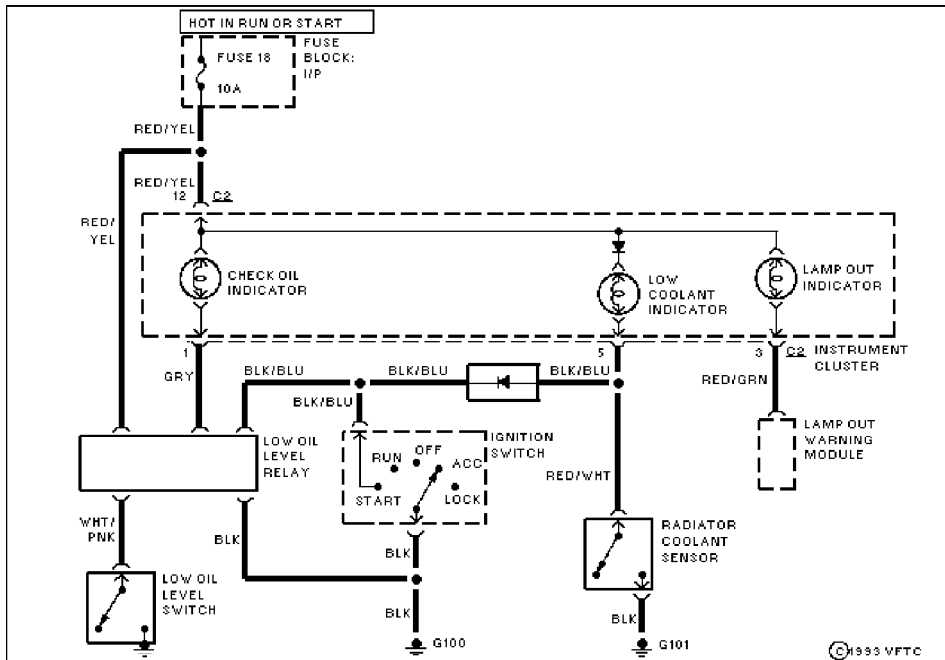 HOT IN RUN OR START
FUSE 18
10A
FUSE
BLOCK:
I/P
RED/YEL
RED/YEL
12 C2
RED/
YEL
CHECK OIL
INDICATOR
LOW
COOLANT
INDICATOR
LAMP OUT
INDICATOR
1
5
3 C2 INSTRUMENT
CLUSTER
GRY
BLK/BLU
BLK/BLU
BLK/BLU
BLK/BLU
RED/GRN
LOW OIL
LEVEL
RELAY
IGNITION
SWITCH
OFF
RUN
ACC
START
LOCK
LAMP OUT
WARNING
MODULE
RED/WHT
WHT/
PNK
BLK
BLK
RADIATOR
COOLANT
SENSOR
LOW OIL
LEVEL
SWITCH
BLK
BLK
G100
G101
©1993 VFTC